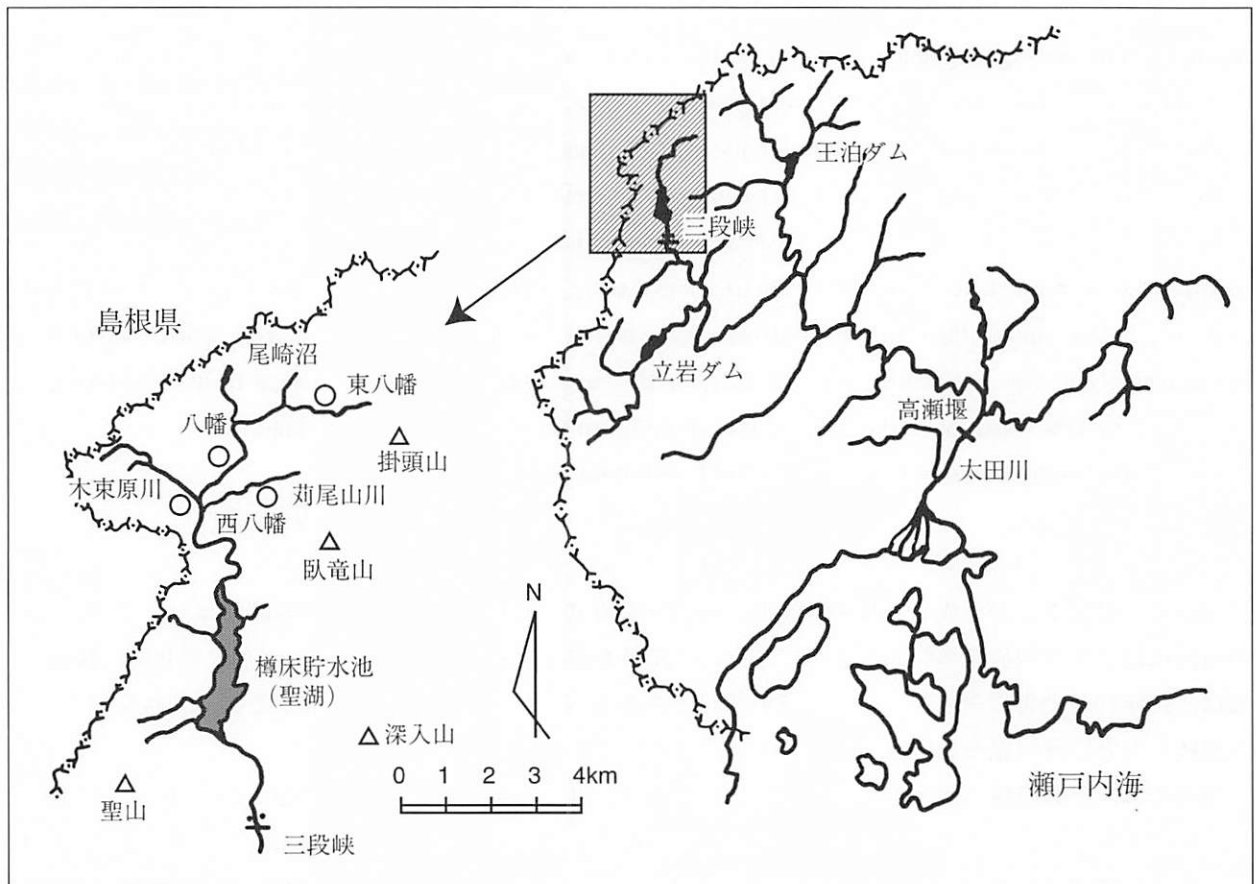 王泊ダム
三段峡
立岩ダム
高瀬堰
太田川
瀬戸内海
島根県
尾崎沼
東八幡
八幡
掛頭山
木束原川
苅尾山川
西八幡
臥竜山
N
樽床貯水池
（聖湖）
深入山
0 1 2 3 4km
聖山
三段峡